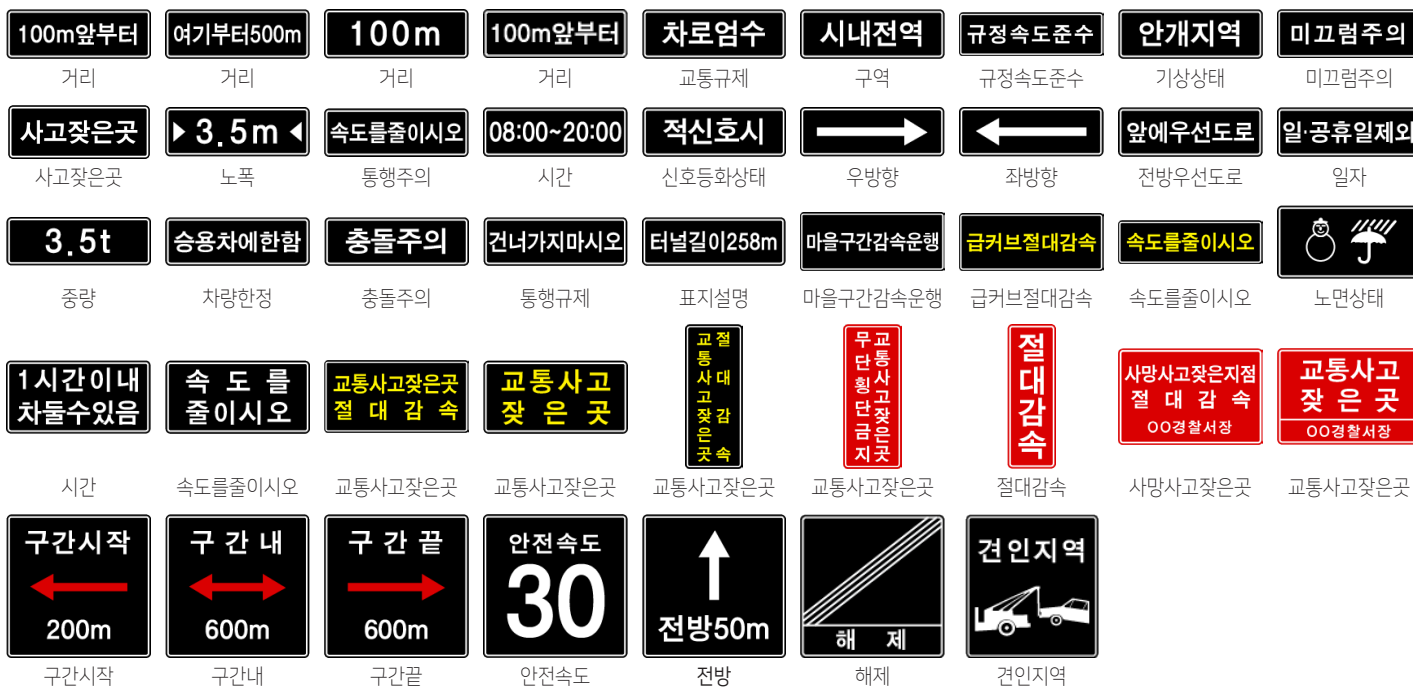 100m앞부터 여기부터500m 100m 100m앞부터 차로엄수 시내전역 규정속도준수 안개지역 미끄럼주의
거리 거리 거리 거리 교통규제 구역 규정속도준수 기상상태 미끄럼주의
사고잦은곳 3.5m 속도를줄이시오 08:00~20:00 적신호시 앞에우선도로 일·공휴일제외
사고잦은곳 노폭 통행주의 시간 신호등화상태 우방향 좌방향 전방우선도로 일자
3.5t 승용차에한함 충돌주의 건너가지마시오 터널길이258m 마을구간감속운행 급커브절대감속 속도를줄이시오
중량 차량한정 충돌주의 통행규제 표지설명 마을구간감속운행 급커브절대감속 속도를줄이시오 노면상태
1시간이내
차둘수있음
속 도 를
줄이시오
교통사고잦은곳
절 대 감 속
교통사고
잦 은 곳
교통사고잦은곳
절대감속
교통사고잦은곳
무단횡단금지
절대감속
사망사고잦은지점
절 대 감 속
OO경찰서장
교통사고
잦 은 곳
OO경찰서장
시간 속도를줄이시오 교통사고잦은곳 교통사고잦은곳 교통사고잦은곳 교통사고잦은곳 절대감속 사망사고잦은곳 교통사고잦은곳
구간시작
200m
구 간 내
600m
구 간 끝
600m
안전속도
30
전방50m
해 제
견인지역
구간시작 구간내 구간끝 안전속도 전방 해제 견인지역